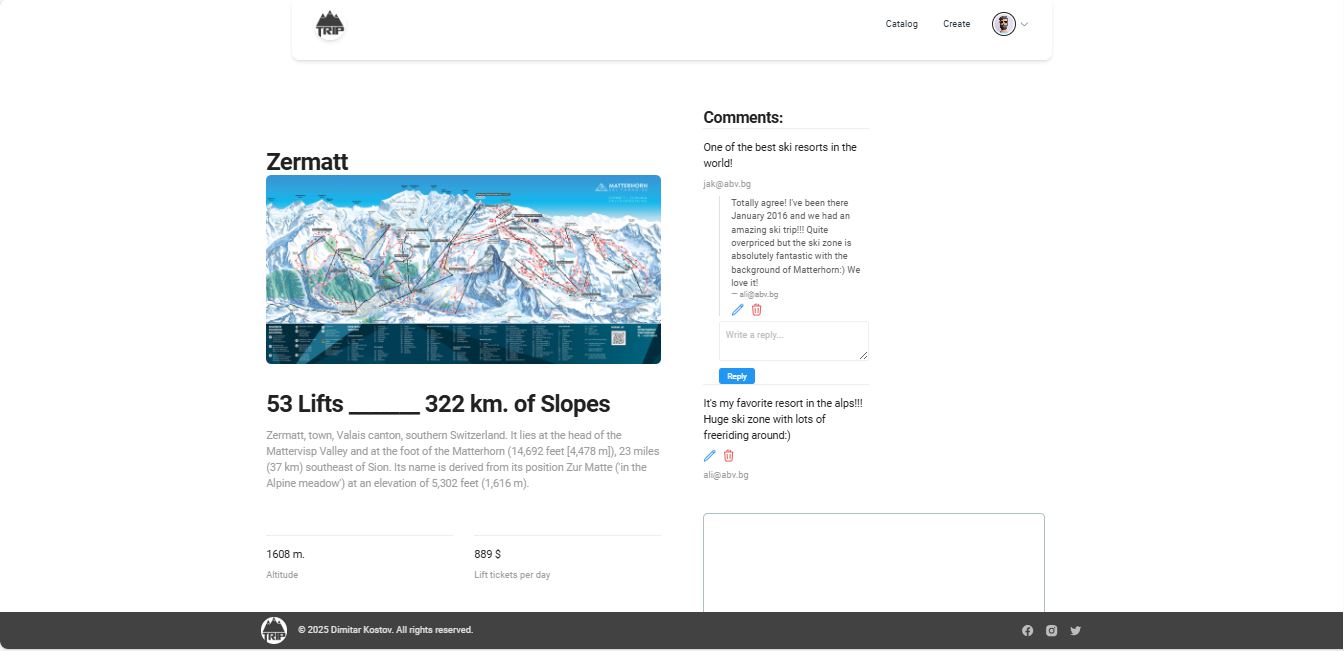 TRIP
Catalog
Create
Zermatt
MATTERHORN
53 Lifts ______ 322 km. of Slopes
Zermatt, town, Valais canton, southern Switzerland. It lies at the head of the
Mattervisp Valley and at the foot of the Matterhorn (14,692 feet [4,478 m]), 23 miles
(37 km) southeast of Sion. Its name is derived from its position Zur Matte ('in the
Alpine meadow') at an elevation of 5,302 feet (1,616 m).
1608 m.
Altitude
889 $
Lift tickets per day
Comments:
One of the best ski resorts in the
world!
jak@abv.bg
Totally agree! I've been there
January 2016 and we had an
amazing ski trip!!! Quite
overpriced but the ski zone is
absolutely fantastic with the
background of Matterhorn:) We
love it!
— ali@abv.bg
Write a reply...
Reply
It's my favorite resort in the alps!!!
Huge ski zone with lots of
freeriding around:)
ali@abv.bg
TRIP
© 2025 Dimitar Kostov. All rights reserved.